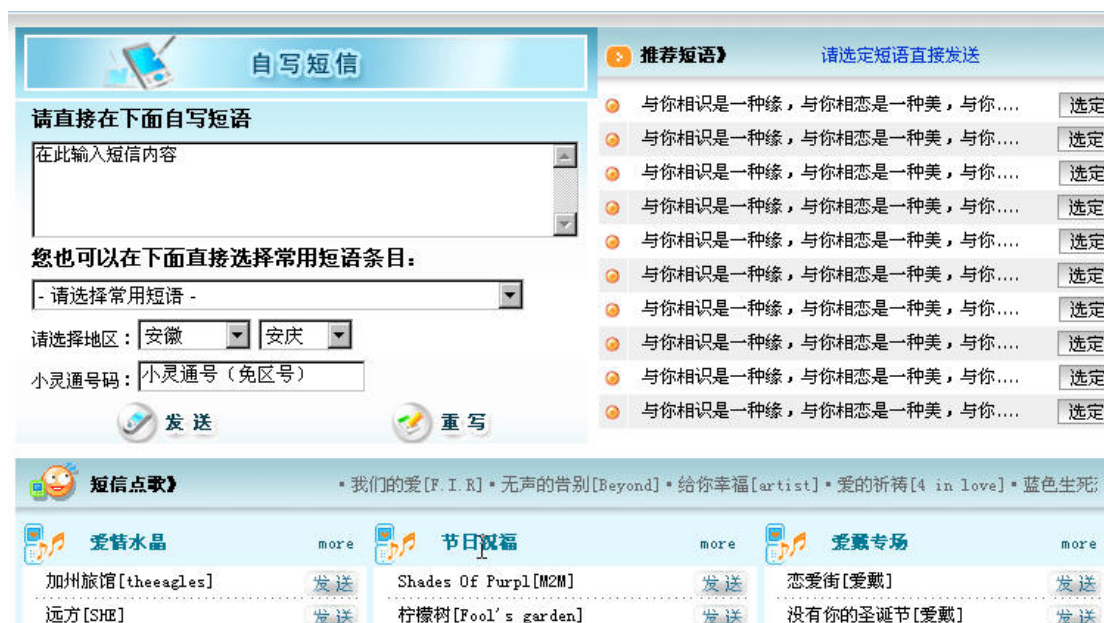 自写短信
请直接在下面自写短语
在此输入短信内容
您也可以在下面直接选择常用短语条目：
- 请选择常用短语 -
请选择地区： 安徽 安庆
小灵通号码： 小灵通号（免区号）
发送 重写
推荐短语》 请选定短语直接发送
与你相识是一种缘，与你相恋是一种美，与你.... 选定
与你相识是一种缘，与你相恋是一种美，与你.... 选定
与你相识是一种缘，与你相恋是一种美，与你.... 选定
与你相识是一种缘，与你相恋是一种美，与你.... 选定
与你相识是一种缘，与你相恋是一种美，与你.... 选定
与你相识是一种缘，与你相恋是一种美，与你.... 选定
与你相识是一种缘，与你相恋是一种美，与你.... 选定
与你相识是一种缘，与你相恋是一种美，与你.... 选定
与你相识是一种缘，与你相恋是一种美，与你.... 选定
与你相识是一种缘，与你相恋是一种美，与你.... 选定
短信点歌》 ▪我们的爱[F.I.R]▪无声的告别[Beyond]▪给你幸福[artist]▪爱的祈祷[4 in love]▪蓝色生死
爱情水晶 more 节日祝福 more 爱戴专场 more
加州旅馆[theeagles] 发送 Shades Of Purpl[M2M] 发送 恋爱街[爱戴] 发送
远方[SHE] 发送 柠檬树[Fool's garden] 发送 没有你的圣诞节[爱戴] 发送